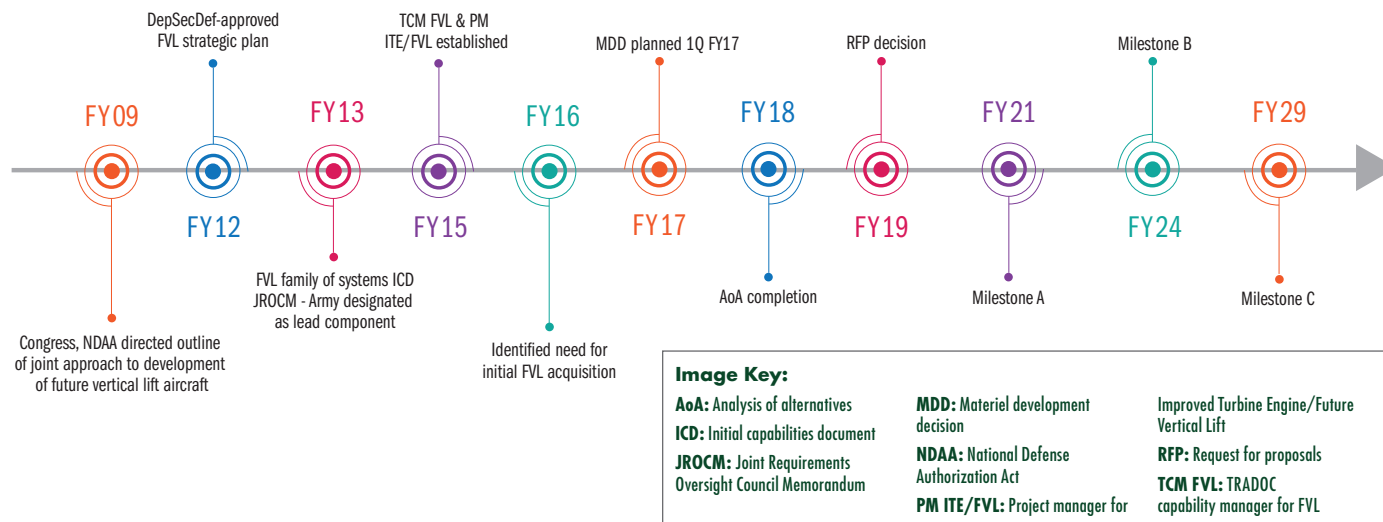 DepSecDef-approved
FVL strategic plan
TCM FVL & PM
ITE/FVL established
MDD planned 1Q FY17
RFP decision
Milestone B
FY09
FY13
FY16
FY18
FY21
FY29
FY12
FY15
FY17
FY19
FY24
Congress, NDAA directed outline
of joint approach to development
of future vertical lift aircraft
FVL family of systems ICD
JROCM - Army designated
as lead component
Identified need for
initial FVL acquisition
AoA completion
Milestone A
Milestone C
Image Key:
AoA: Analysis of alternatives
ICD: Initial capabilities document
JROCM: Joint Requirements
Oversight Council Memorandum
MDD: Materiel development
decision
NDAA: National Defense
Authorization Act
PM ITE/FVL: Project manager for
Improved Turbine Engine/Future
Vertical Lift
RFP: Request for proposals
TCM FVL: TRADOC
capability manager for FVL